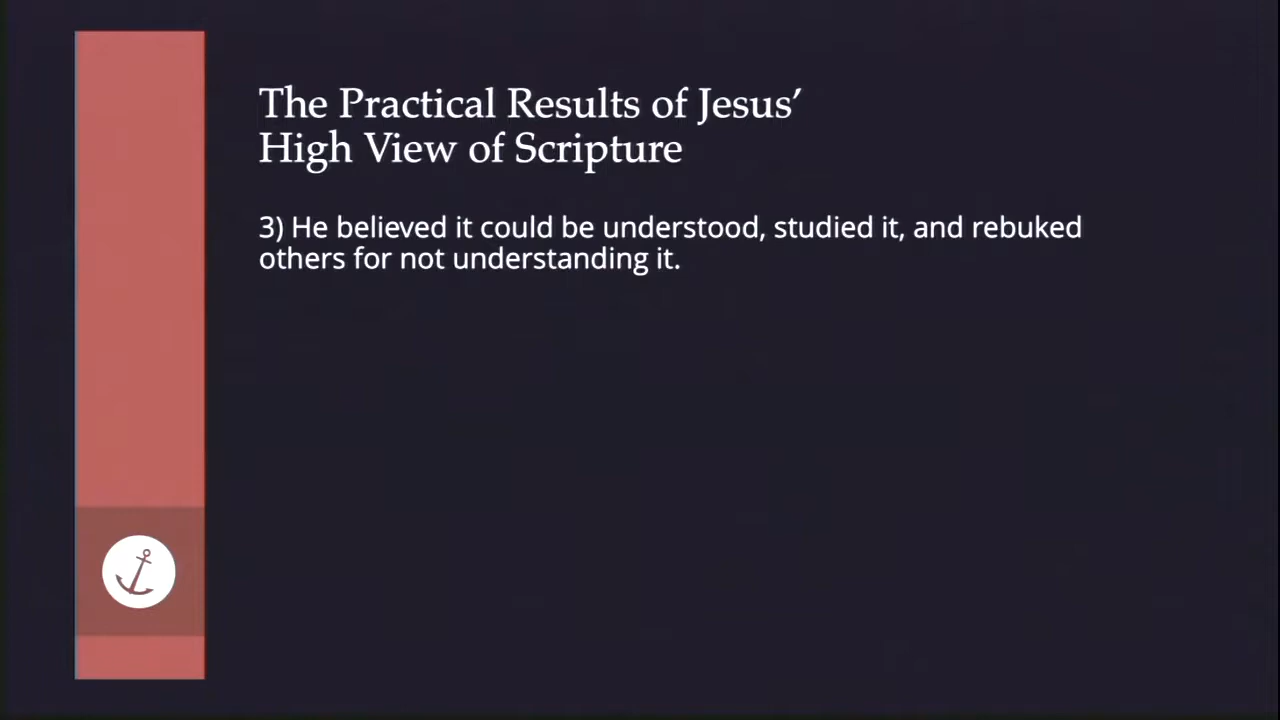 The Practical Results of Jesus’
High View of Scripture
3) He believed it could be understood, studied it, and rebuked
others for not understanding it.